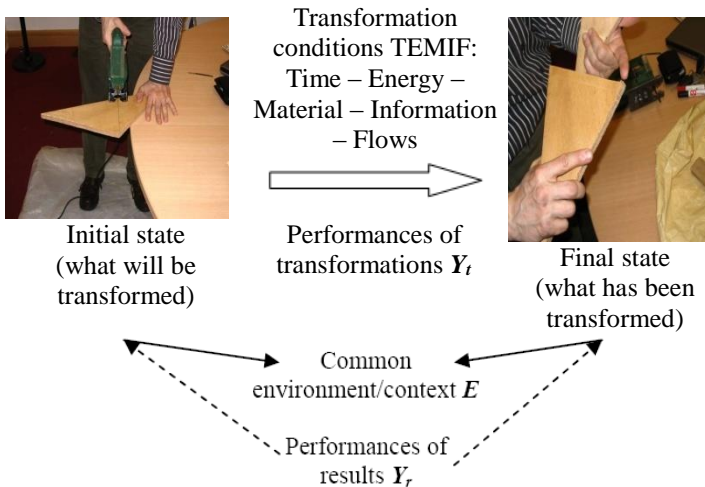 Transformation
conditions TEMIF:
Time – Energy –
Material – Information
– Flows
Initial state
(what will be
transformed)
Performances of
transformations Yt
Final state
(what has been
transformed)
Common
environment/context E
Performances of
results Yr